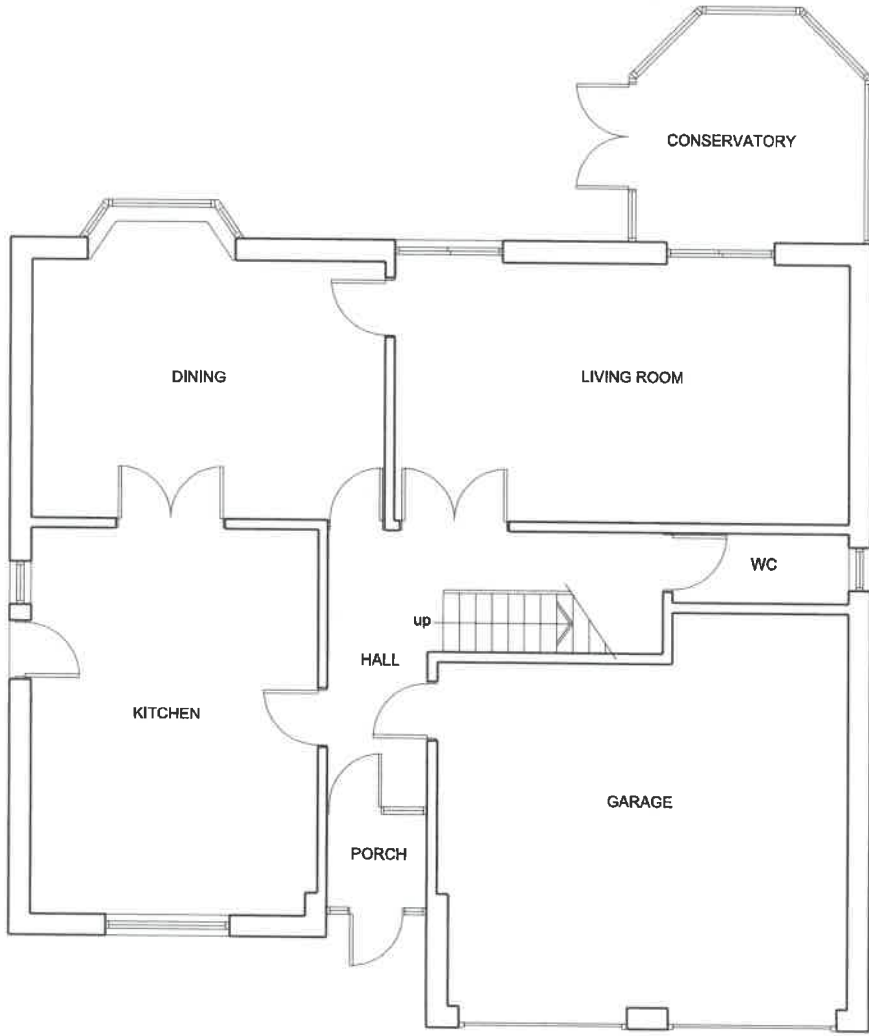 CONSERVATORY
DINING
LIVING ROOM
WC
up
HALL
KITCHEN
GARAGE
PORCH